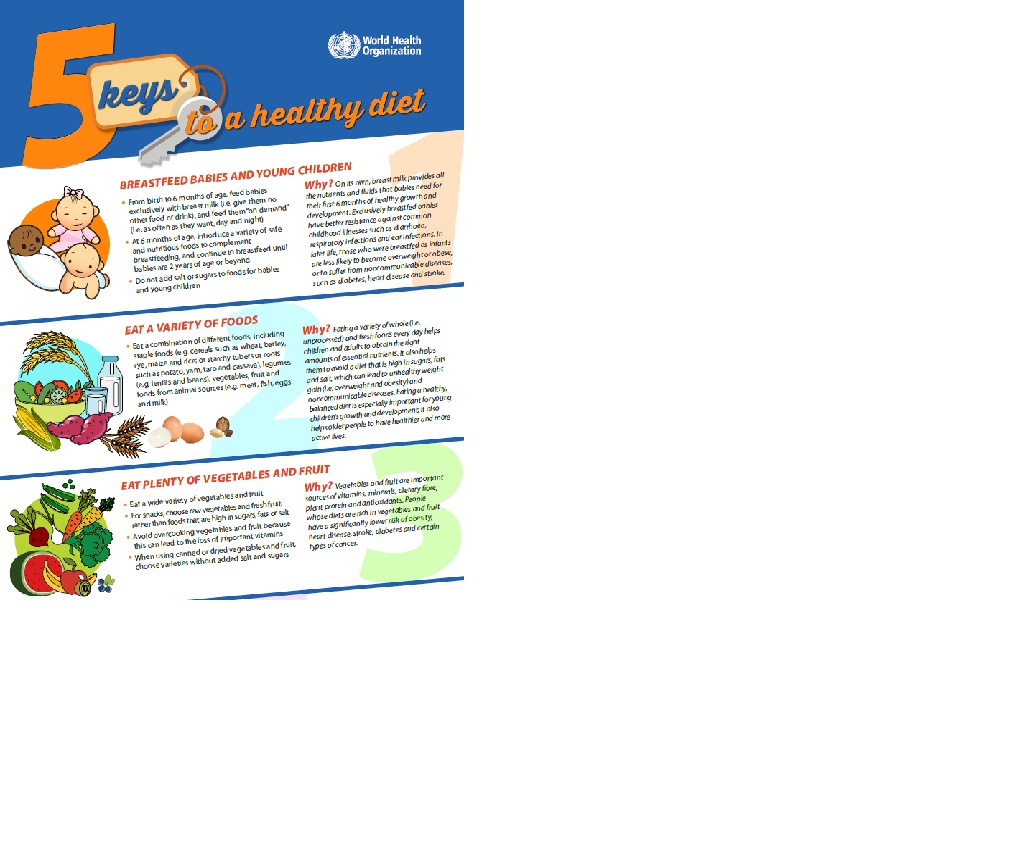 5
keys
to a healthy diet
World Health
Organization
1
BREASTFEED BABIES AND YOUNG CHILDREN
• From birth to 6 months of age, feed babies
exclusively with breast milk (i.e. give them no
other food or drink), and feed them "on demand"
(i.e. as often as they want, day and night)
• At 6 months of age, introduce a variety of safe
and nutritious foods to complement
breastfeeding, and continue to breastfeed until
babies are 2 years of age or beyond
• Do not add salt or sugars to foods for babies
and young children
Why? On its own, breast milk provides all
the nutrients and fluids that babies need for
their first 6 months of healthy growth and
development. Exclusively breastfed babies
have better resistance against common
childhood illnesses such as diarrhoea,
respiratory infections and ear infections. In
later life, those who were breastfed as infants
are less likely to become overweight or obese,
or to suffer from noncommunicable diseases,
such as diabetes, heart disease and stroke.
2
EAT A VARIETY OF FOODS
• Eat a combination of different foods, including
staple foods (e.g. cereals such as wheat, barley,
rye, maize and rice, or starchy tubers or roots
such as potato, yam, taro and cassava), legumes
(e.g. lentils and beans), vegetables, fruit and
foods from animal sources (e.g. meat, fish, eggs
and milk)
Why? Eating a variety of whole (i.e.
unprocessed) and fresh foods every day helps
children and adults to obtain the right
amounts of essential nutrients. It also helps
them to avoid a diet that is high in sugars, fats
and salt, which can lead to unhealthy weight
gain (i.e. overweight and obesity) and
noncommunicable diseases. Eating a healthy,
balanced diet is especially important for young
children's growth and development; it also
helps older people to have healthier and more
active lives.
3
EAT PLENTY OF VEGETABLES AND FRUIT
• Eat a wide variety of vegetables and fruit
• For snacks, choose raw vegetables and fresh fruit,
rather than foods that are high in sugars, fats or salt
• Avoid overcooking vegetables and fruit because
this can lead to the loss of important vitamins
• When using canned or dried vegetables and fruit,
choose varieties without added salt and sugars
Why? Vegetables and fruit are important
sources of vitamins, minerals, dietary fibre,
plant protein and antioxidants. People
whose diets are rich in vegetables and fruit
have a significantly lower risk of obesity,
heart disease, stroke, diabetes and certain
types of cancer.